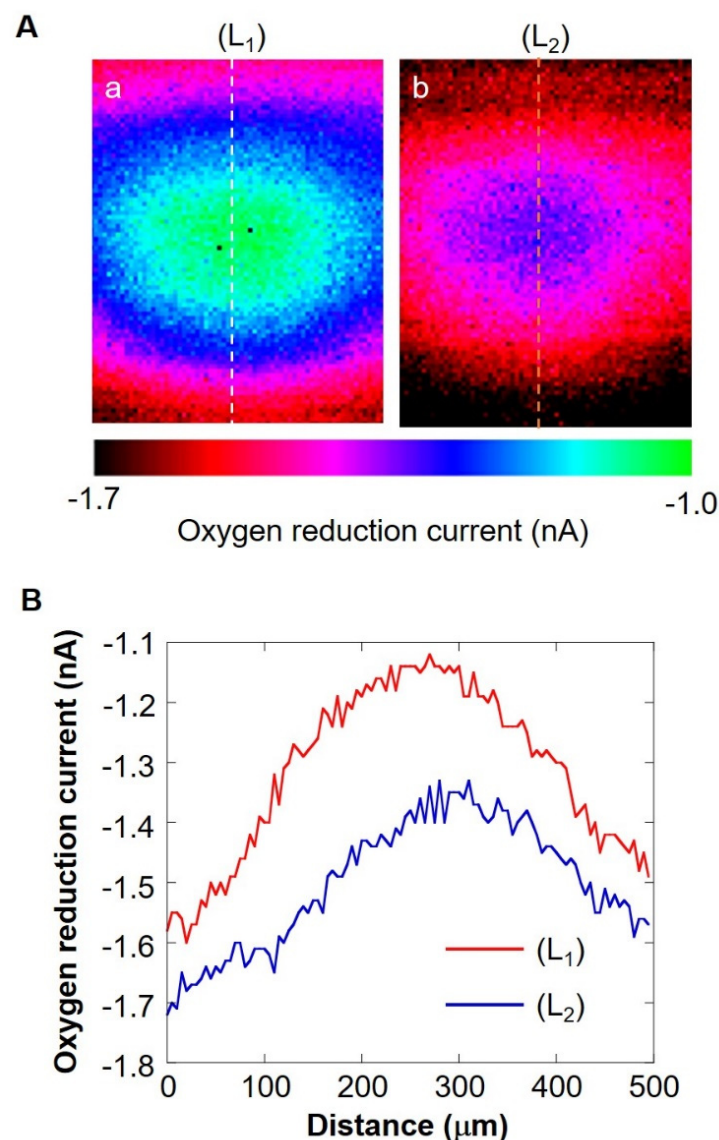 A
(L₁) (L₂)
a b
-1.7 -1.0
Oxygen reduction current (nA)
B
Oxygen reduction current (nA)
-1.1
-1.2
-1.3
-1.4
-1.5
-1.6
-1.7
-1.8
(L₁)
(L₂)
0 100 200 300 400 500
Distance (μm)